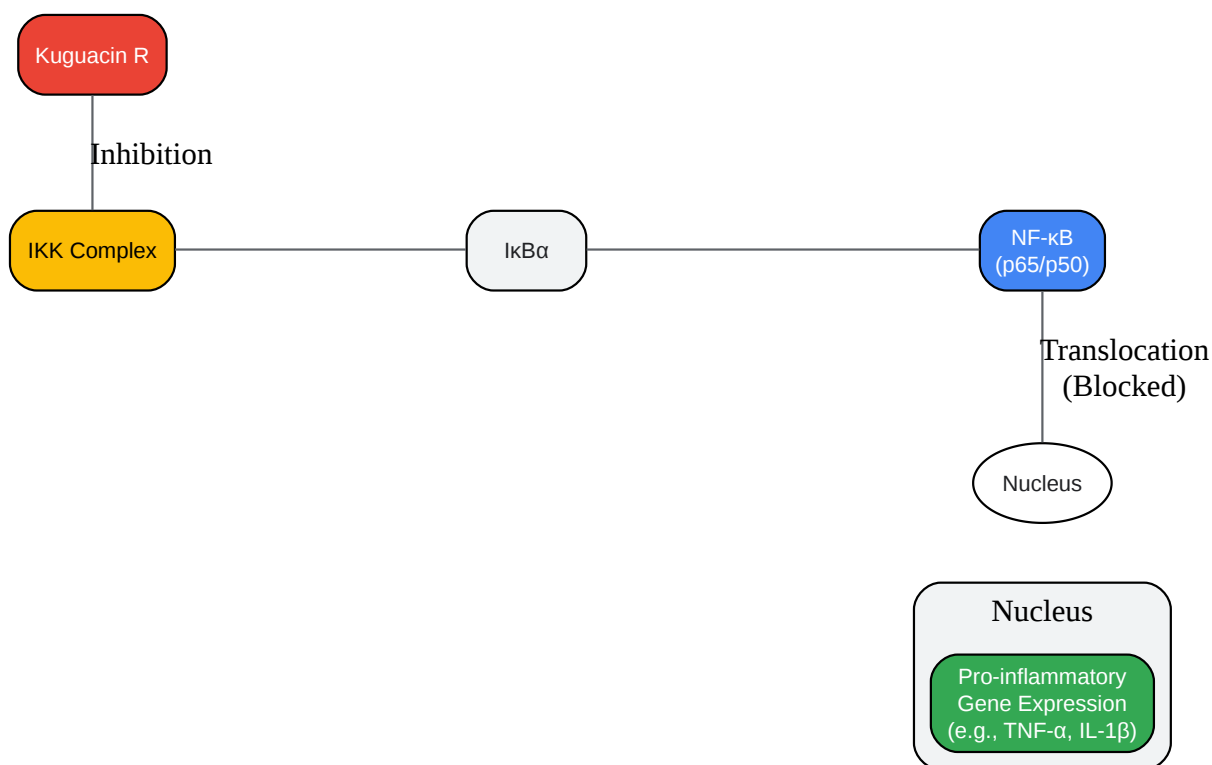 Kuguacin R
Inhibition
IKK Complex
IκBα
NF-κB
(p65/p50)
Translocation
(Blocked)
Nucleus
Nucleus
Pro-inflammatory
Gene Expression
(e.g., TNF-α, IL-1β)